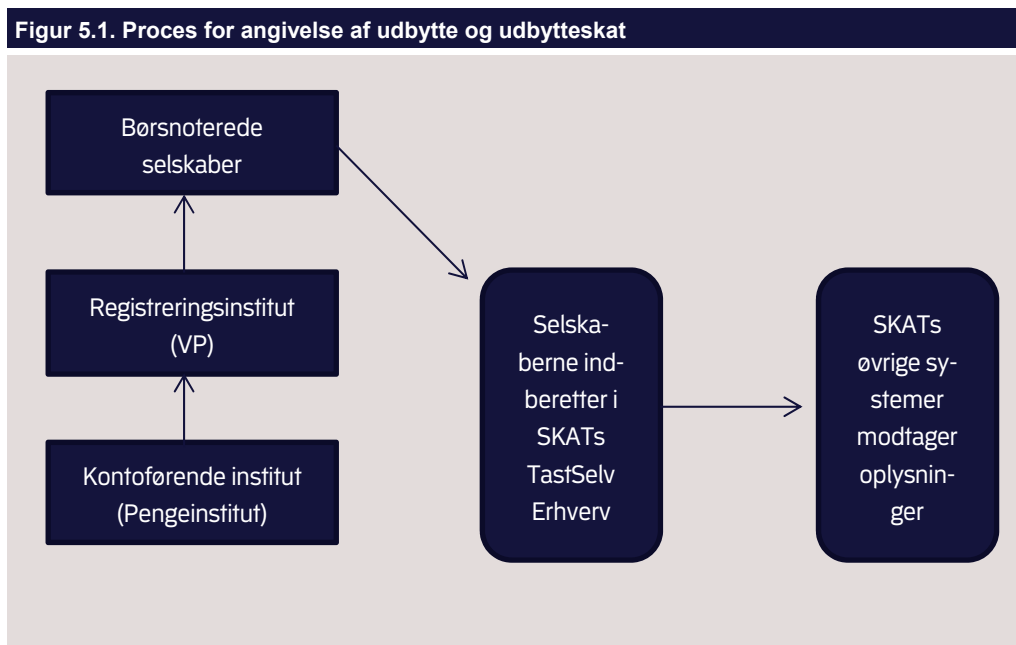 Figur 5.1. Proces for angivelse af udbytte og udbytteskat
Børsnoterede
selskaber
Registreringsinstitut
(VP)
Kontoførende institut
(Pengeinstitut)
Selska-
berne ind-
beretter i
SKATs
TastSelv
Erhverv
SKATs
øvrige sy-
stemer
modtager
oplysnin-
ger